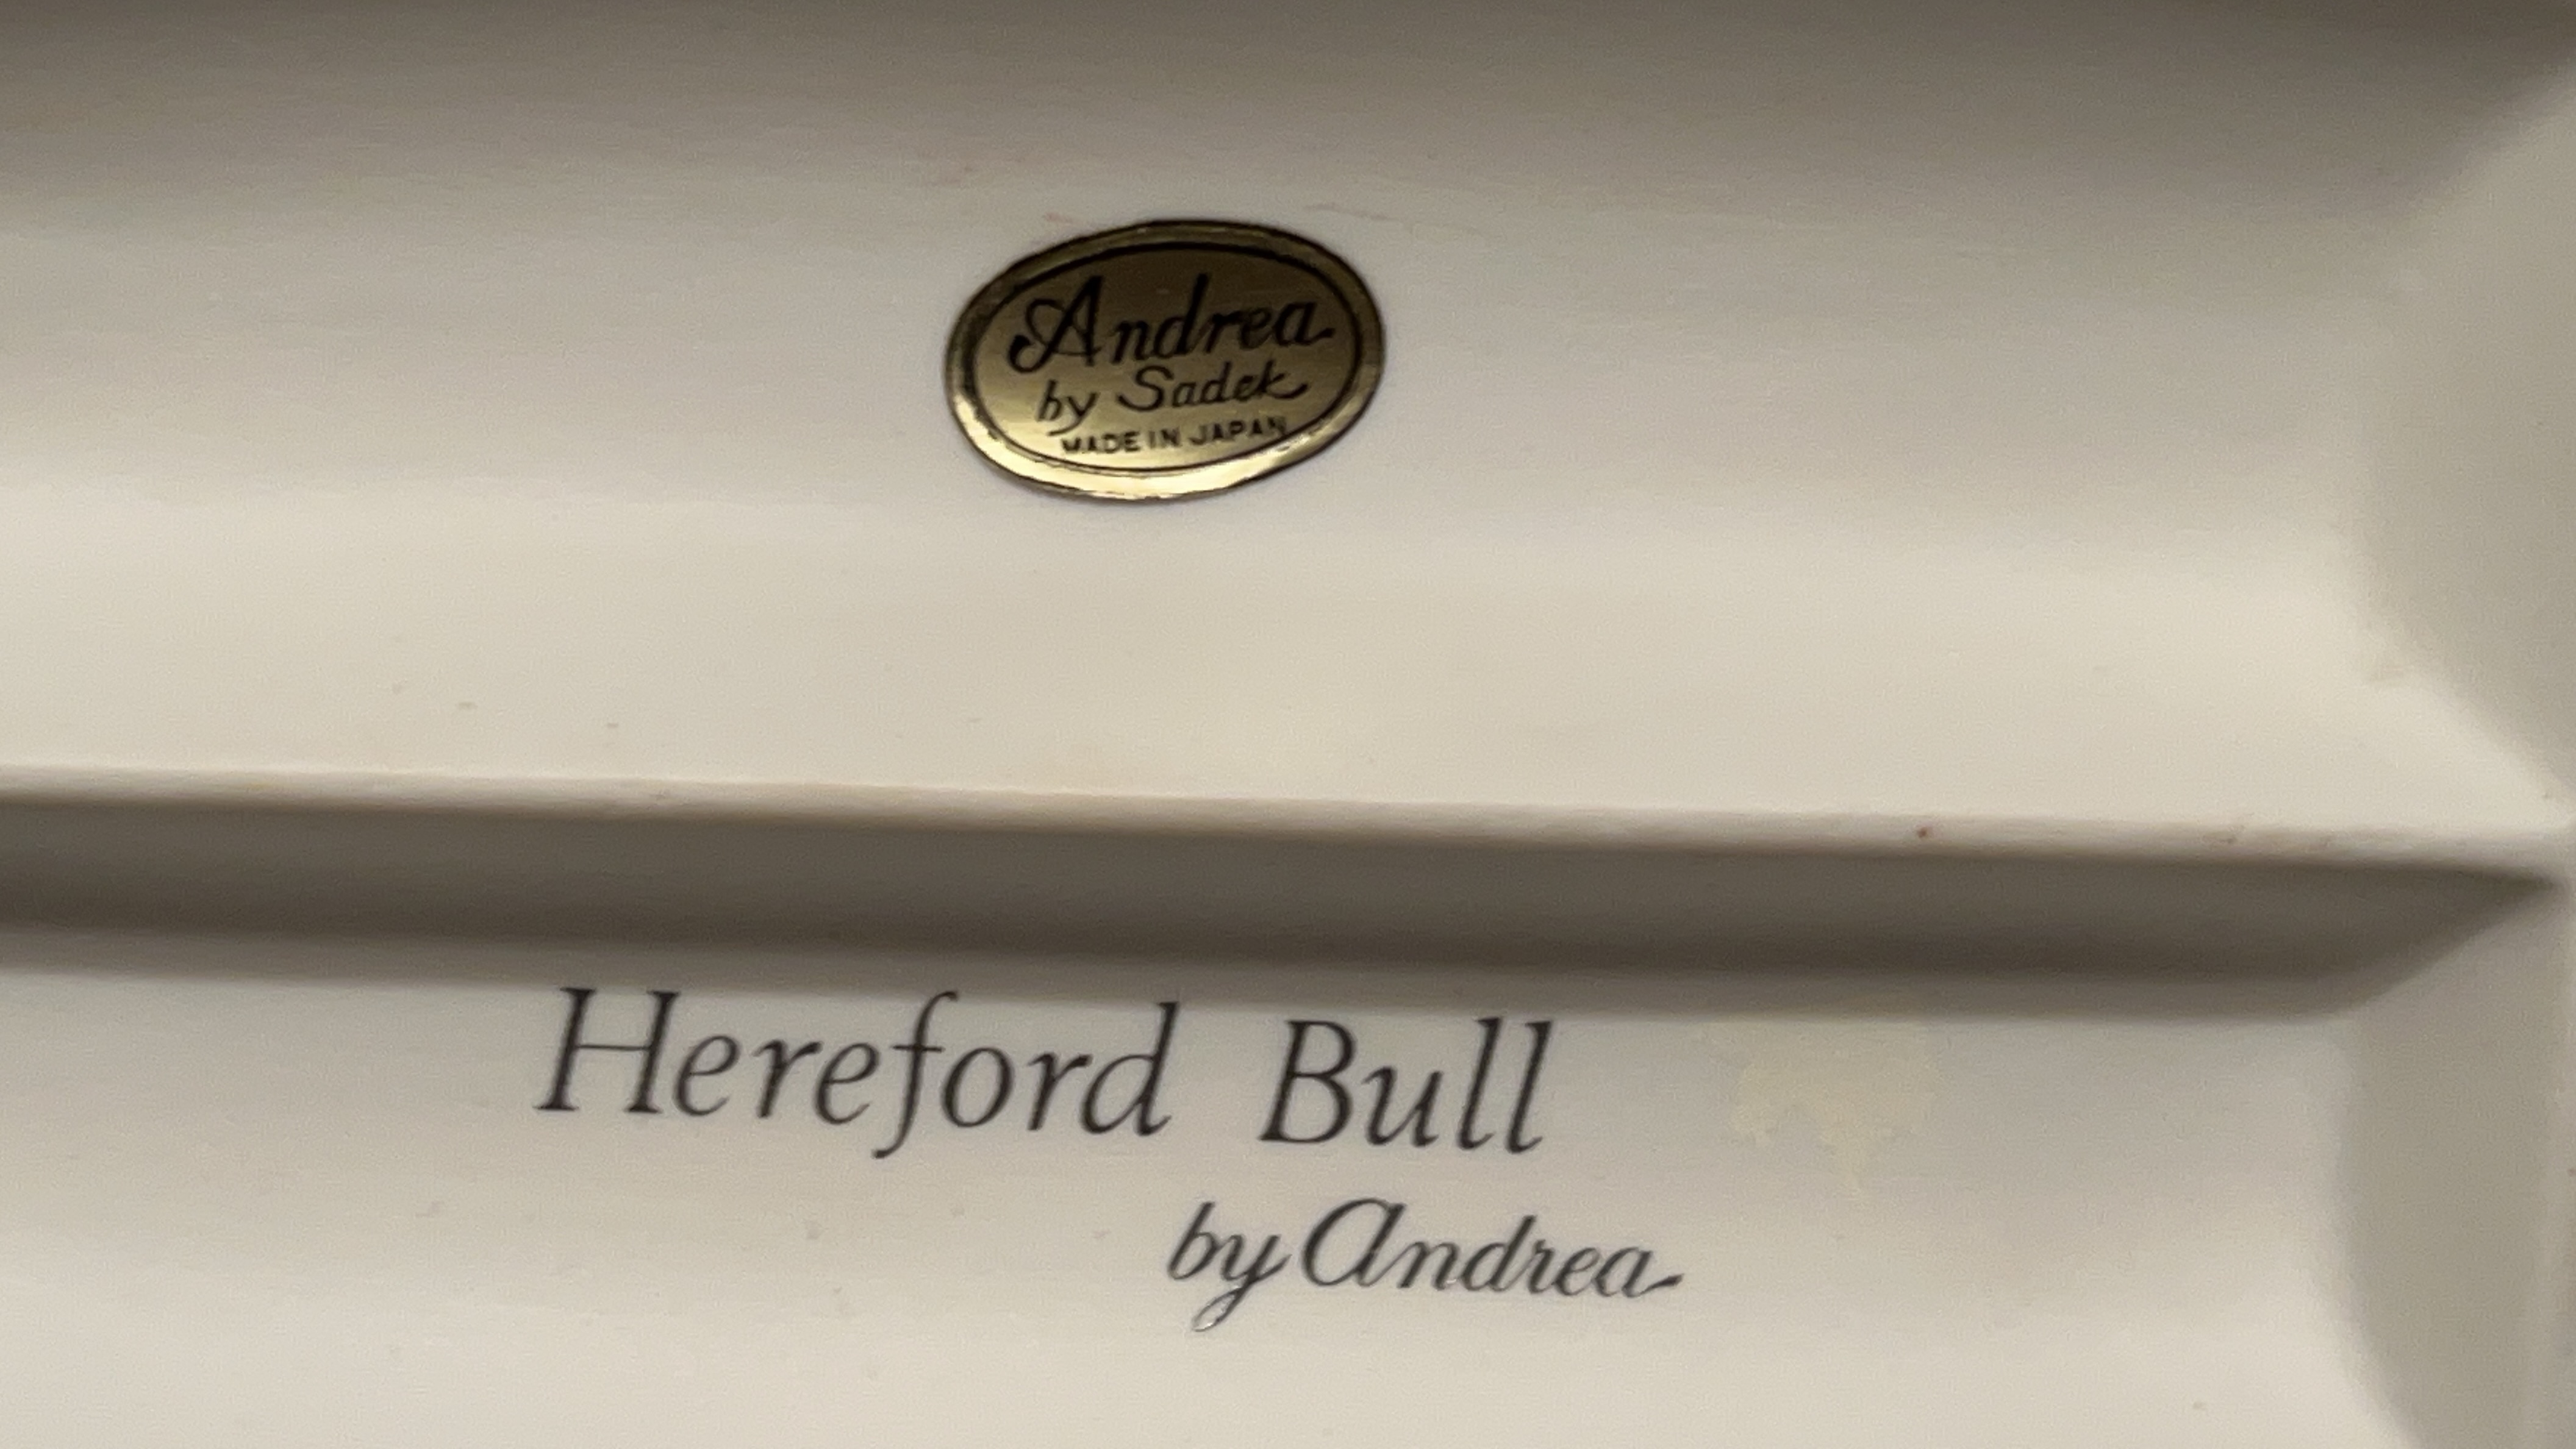 Andrea
by Sadek
MADE IN JAPAN
Hereford Bull
by Andrea